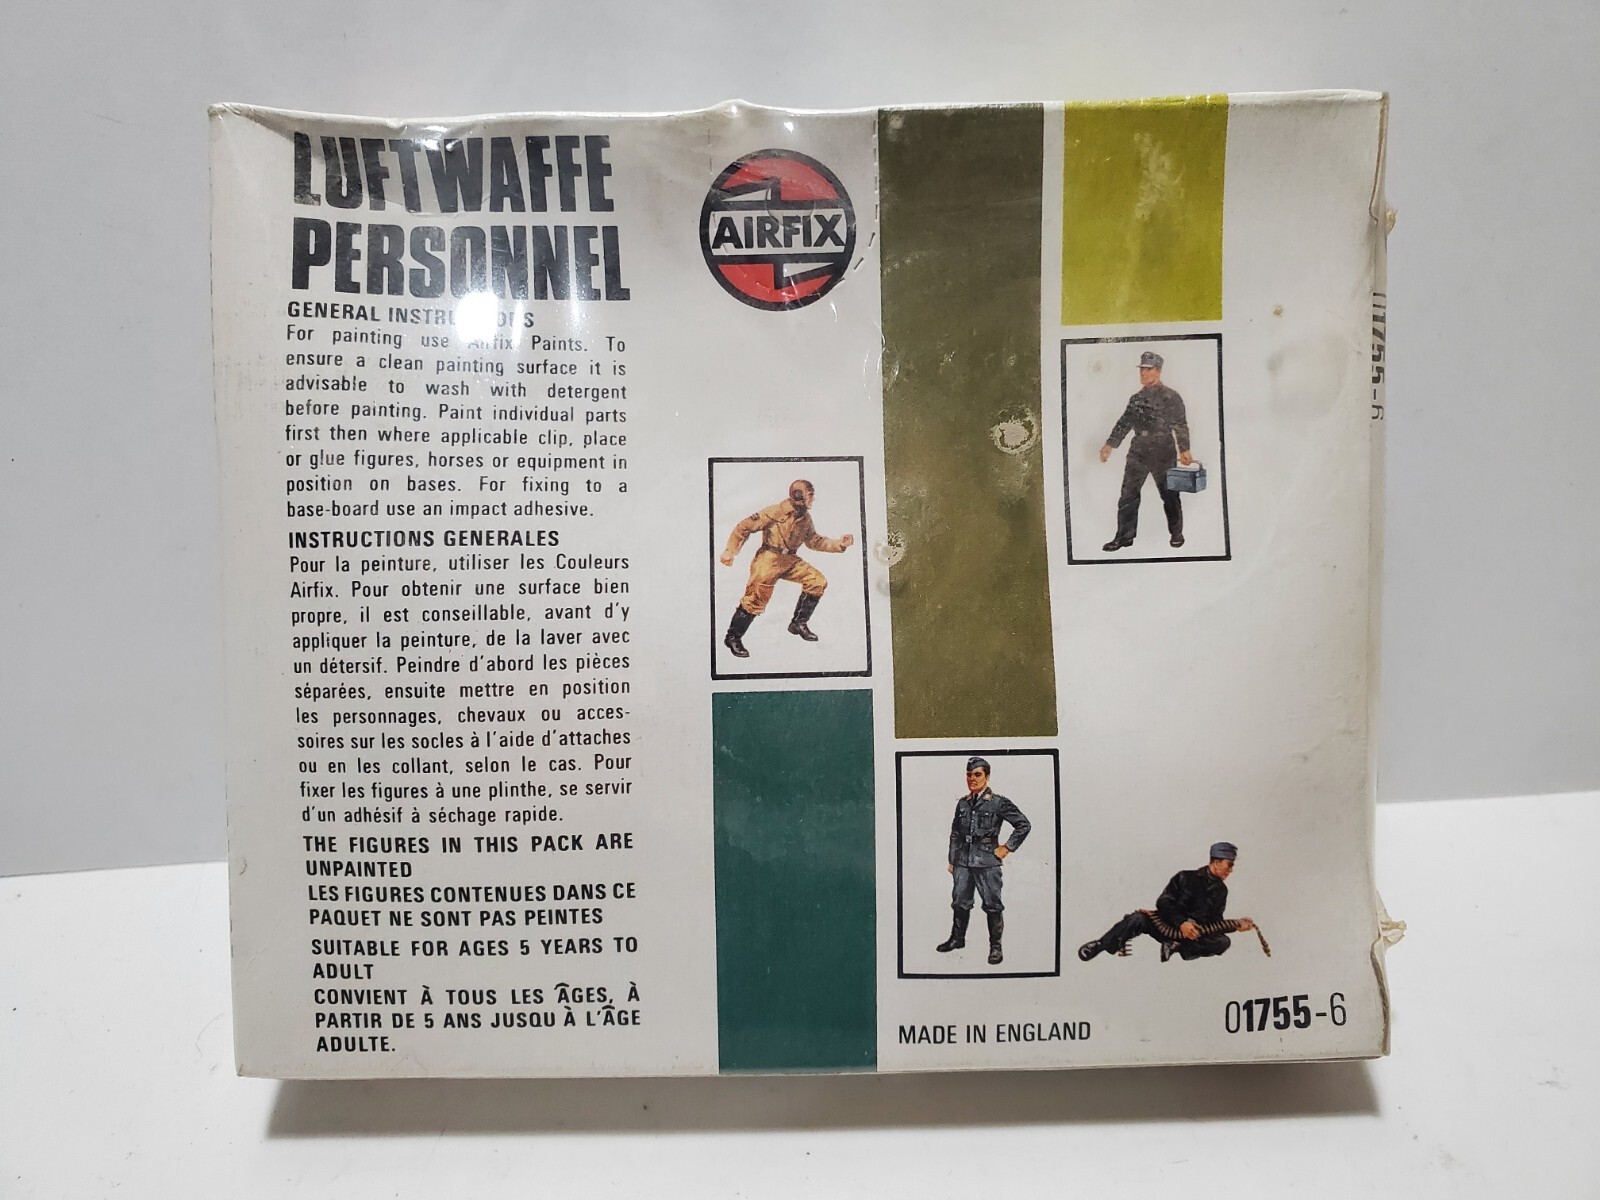 LUFTWAFFE
PERSONNEL
GENERAL INSTRUCTIONS
For painting use Airfix Paints. To
ensure a clean painting surface it is
advisable to wash with detergent
before painting. Paint individual parts
first then where applicable clip, place
or glue figures, horses or equipment in
position on bases. For fixing to a
base-board use an impact adhesive.
INSTRUCTIONS GENERALES
Pour la peinture, utiliser les Couleurs
Airfix. Pour obtenir une surface bien
propre, il est conseillable, avant d'y
appliquer la peinture, de la laver avec
un détersif. Peindre d'abord les pièces
séparées, ensuite mettre en position
les personnages, chevaux ou acces-
soires sur les socles à l'aide d'attaches
ou en les collant, selon le cas. Pour
fixer les figures à une plinthe, se servir
d'un adhésif à séchage rapide.
THE FIGURES IN THIS PACK ARE
UNPAINTED
LES FIGURES CONTENUES DANS CE
PAQUET NE SONT PAS PEINTES
SUITABLE FOR AGES 5 YEARS TO
ADULT
CONVIENT À TOUS LES ÂGES, À
PARTIR DE 5 ANS JUSQU À L'ÂGE
ADULTE.
AIRFIX
MADE IN ENGLAND
01755-6
01755-6